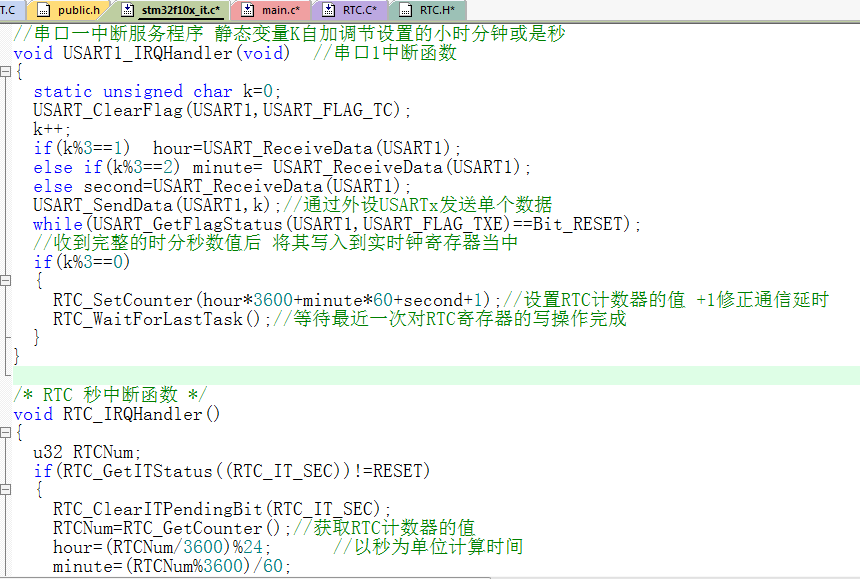 T.C public.h stm32f10x_it.c* main.c* RTC.C* RTC.H*
//串口一中断服务程序 静态变量K自加调节设置的小时分钟或是秒
void USART1_IRQHandler(void)  //串口1中断函数
{
  static unsigned char k=0;
  USART_ClearFlag(USART1,USART_FLAG_TC);
  k++;
  if(k%3==1)  hour=USART_ReceiveData(USART1);
  else if(k%3==2) minute= USART_ReceiveData(USART1);
  else second=USART_ReceiveData(USART1);
  USART_SendData(USART1,k);//通过外设USARTx发送单个数据
  while(USART_GetFlagStatus(USART1,USART_FLAG_TXE)==Bit_RESET);
  //收到完整的时分秒数值后 将其写入到实时钟寄存器当中
  if(k%3==0)
  {
    RTC_SetCounter(hour*3600+minute*60+second+1);//设置RTC计数器的值 +1修正通信延时
    RTC_WaitForLastTask();//等待最近一次对RTC寄存器的写操作完成
  }
}
/* RTC 秒中断函数 */
void RTC_IRQHandler()
{
  u32 RTCNum;
  if(RTC_GetITStatus((RTC_IT_SEC))!=RESET)
  {
    RTC_ClearITPendingBit(RTC_IT_SEC);
    RTCNum=RTC_GetCounter();//获取RTC计数器的值
    hour=(RTCNum/3600)%24;      //以秒为单位计算时间
    minute=(RTCNum%3600)/60;